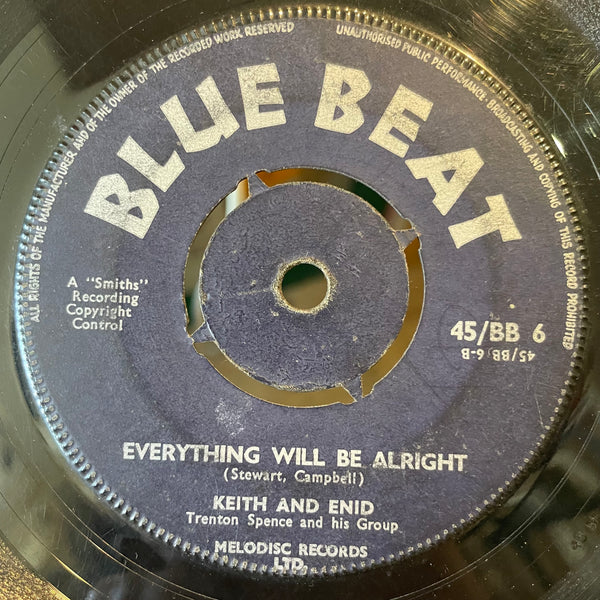 ALL RIGHTS OF THE MANUFACTURER AND OF THE OWNER OF THE RECORDED WORK RESERVED
UNAUTHORISED PUBLIC PERFORMANCE · BROADCASTING AND COPYING OF THIS RECORD PROHIBITED
BLUE BEAT
A "Smiths"
Recording
Copyright
Control
45/BB 6
45/BB/6-B
EVERYTHING WILL BE ALRIGHT
(Stewart, Campbell)
KEITH AND ENID
Trenton Spence and his Group
MELODISC RECORDS
LTD.